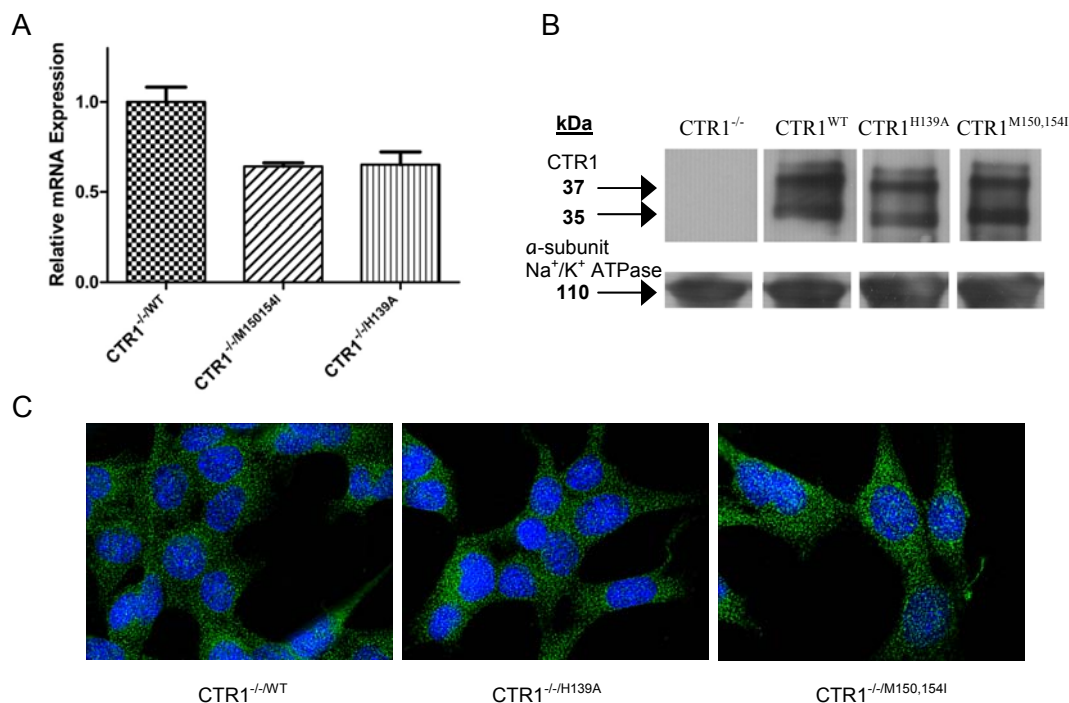 A
Relative mRNA Expression
1.0
0.5
0.0
CTR1-/-/WT
CTR1-/-/M150154I
CTR1-/-/H139A
B
kDa
CTR1-/- CTR1WT CTR1H139A CTR1M150,154I
CTR1
37
35
α-subunit
Na+/K+ ATPase
110
C
CTR1-/-/WT CTR1-/-/H139A CTR1-/-/M150,154I